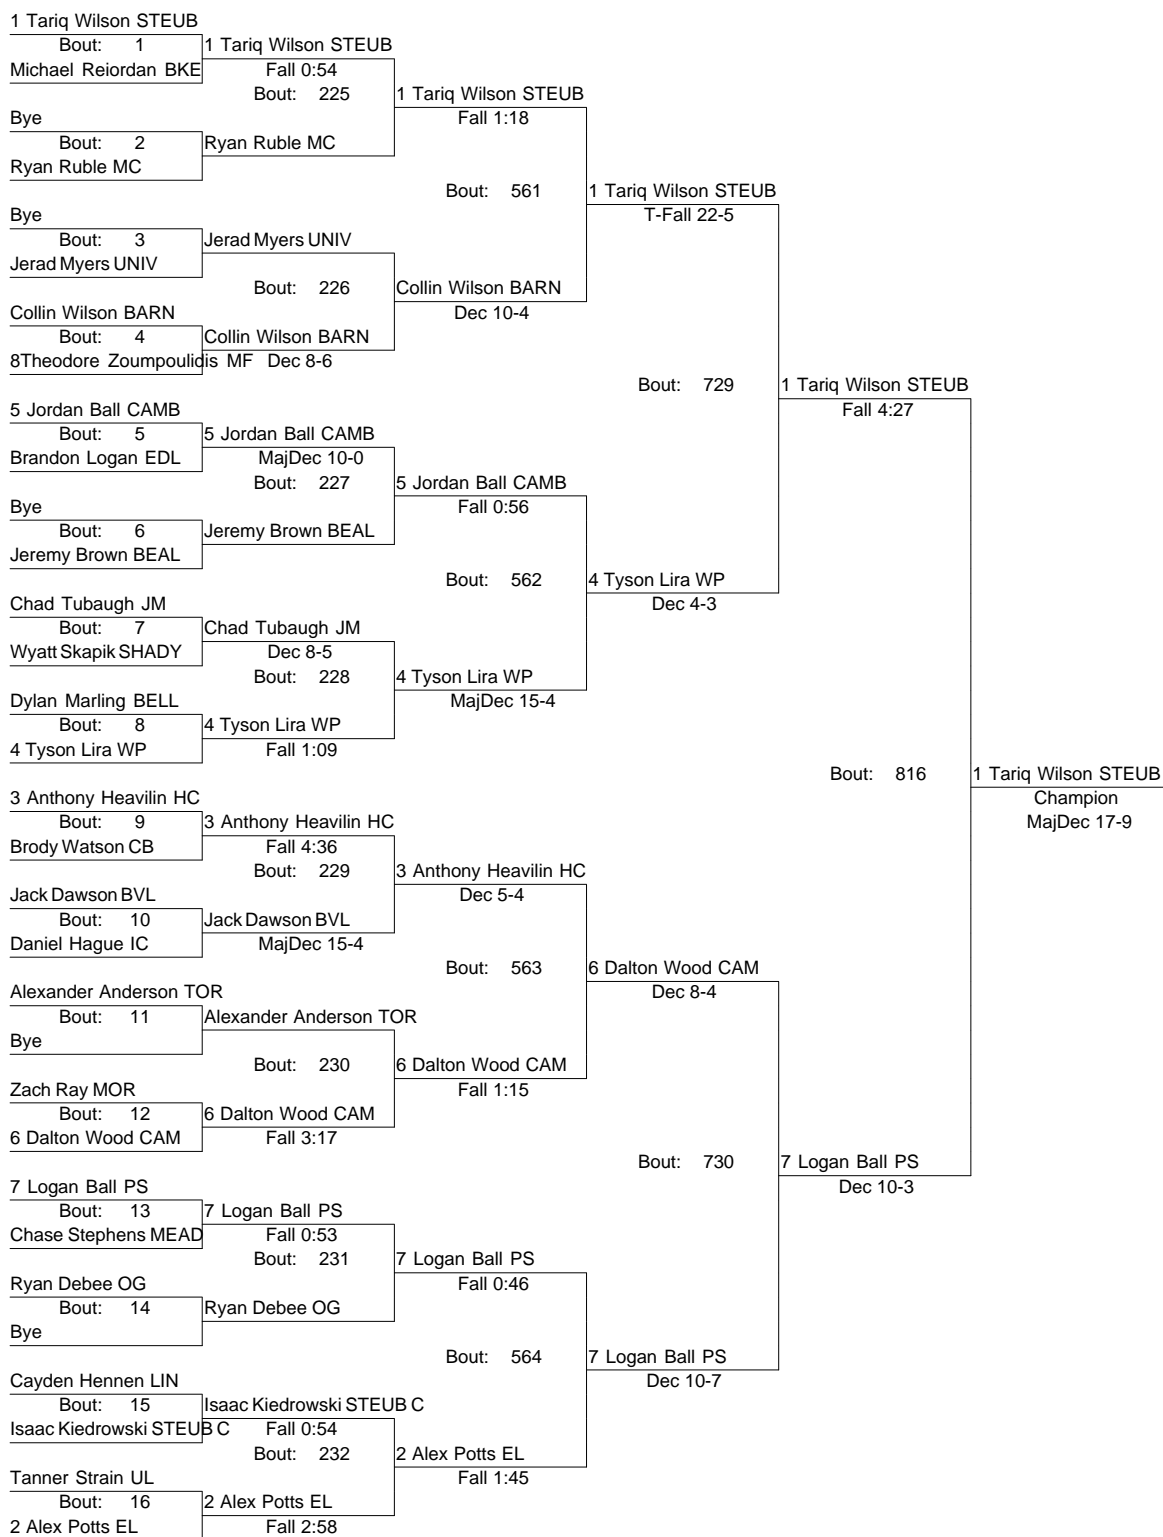 1 Tariq Wilson STEUB
Bout: 1
1 Tariq Wilson STEUB
Michael Reiordan BKE
Fall 0:54
Bout: 225
1 Tariq Wilson STEUB
Bye
Fall 1:18
Bout: 2
Ryan Ruble MC
Ryan Ruble MC
Bout: 561
1 Tariq Wilson STEUB
Bye
T-Fall 22-5
Bout: 3
Jerad Myers UNIV
Jerad Myers UNIV
Bout: 226
Collin Wilson BARN
Collin Wilson BARN
Dec 10-4
Bout: 4
Collin Wilson BARN
8Theodore Zoumpoulidis MF Dec 8-6
Bout: 729
1 Tariq Wilson STEUB
5 Jordan Ball CAMB
Fall 4:27
Bout: 5
5 Jordan Ball CAMB
Brandon Logan EDL
MajDec 10-0
Bout: 227
5 Jordan Ball CAMB
Bye
Fall 0:56
Bout: 6
Jeremy Brown BEAL
Jeremy Brown BEAL
Bout: 562
4 Tyson Lira WP
Chad Tubaugh JM
Dec 4-3
Bout: 7
Chad Tubaugh JM
Wyatt Skapik SHADY
Dec 8-5
Bout: 228
4 Tyson Lira WP
Dylan Marling BELL
MajDec 15-4
Bout: 8
4 Tyson Lira WP
4 Tyson Lira WP
Fall 1:09
Bout: 816
1 Tariq Wilson STEUB
3 Anthony Heavilin HC
Champion
Bout: 9
3 Anthony Heavilin HC
MajDec 17-9
Brody Watson CB
Fall 4:36
Bout: 229
3 Anthony Heavilin HC
Jack Dawson BVL
Dec 5-4
Bout: 10
Jack Dawson BVL
Daniel Hague IC
MajDec 15-4
Bout: 563
6 Dalton Wood CAM
Alexander Anderson TOR
Dec 8-4
Bout: 11
Alexander Anderson TOR
Bye
Bout: 230
6 Dalton Wood CAM
Zach Ray MOR
Fall 1:15
Bout: 12
6 Dalton Wood CAM
6 Dalton Wood CAM
Fall 3:17
Bout: 730
7 Logan Ball PS
7 Logan Ball PS
Dec 10-3
Bout: 13
7 Logan Ball PS
Chase Stephens MEAD
Fall 0:53
Bout: 231
7 Logan Ball PS
Ryan Debee OG
Fall 0:46
Bout: 14
Ryan Debee OG
Bye
Bout: 564
7 Logan Ball PS
Cayden Hennen LIN
Dec 10-7
Bout: 15
Isaac Kiedrowski STEUB C
Isaac Kiedrowski STEUB C
Fall 0:54
Bout: 232
2 Alex Potts EL
Tanner Strain UL
Fall 1:45
Bout: 16
2 Alex Potts EL
2 Alex Potts EL
Fall 2:58